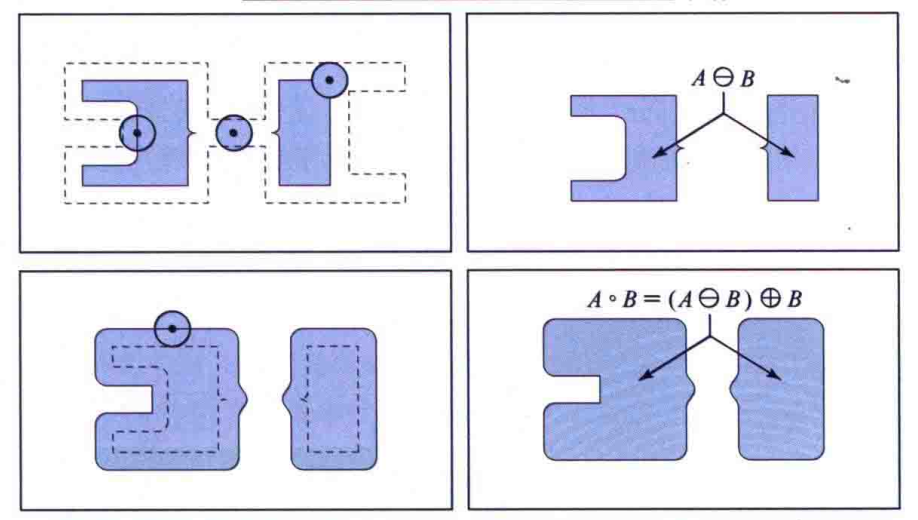 A ⊖ B
A ∘ B = (A ⊖ B) ⊕ B